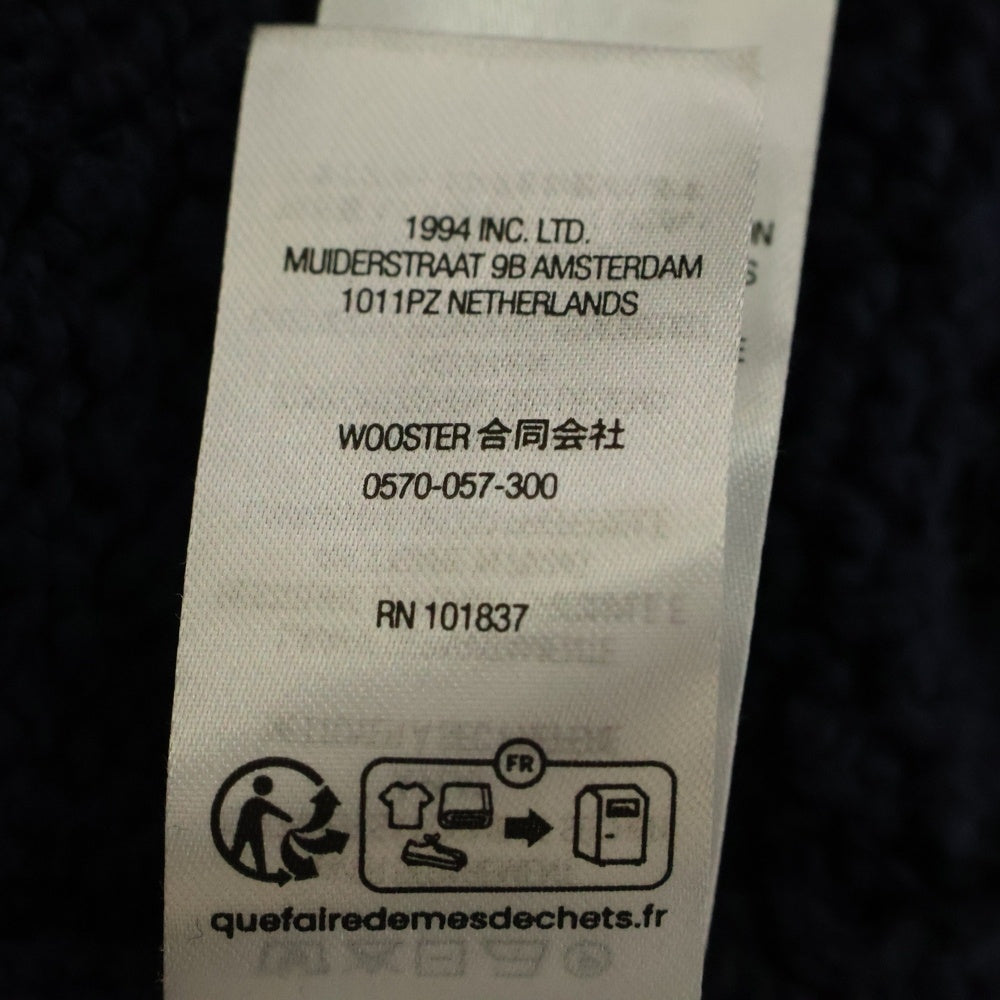 1994 INC. LTD.
MUIDERSTRAAT 9B AMSTERDAM
1011PZ NETHERLANDS
WOOSTER 合同会社
0570-057-300
RN 101837
FR
quefairedemesdechets.fr